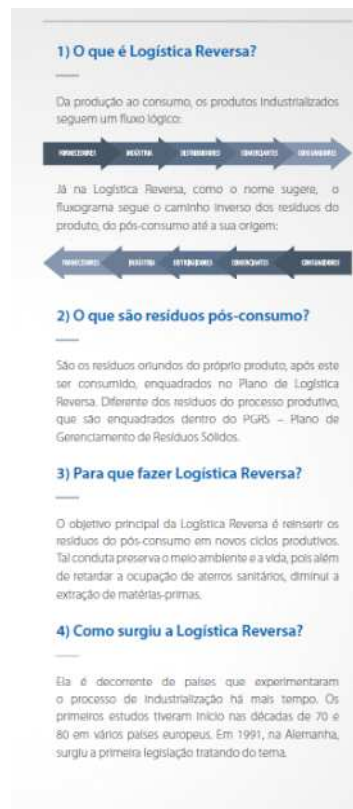 1) O que é Logística Reversa?
Da produção ao consumo, os produtos industrializados
seguem um fluxo lógico:
FORNECEDORES INDÚSTRIA DISTRIBUIDORES COMERCIANTES CONSUMIDORES
Já na Logística Reversa, como o nome sugere, o
fluxograma segue o caminho inverso dos resíduos do
produto, do pós-consumo até a sua origem:
FORNECEDORES INDÚSTRIA DISTRIBUIDORES COMERCIANTES CONSUMIDORES
2) O que são resíduos pós-consumo?
São os resíduos oriundos do próprio produto, após este
ser consumido, enquadrados no Plano de Logística
Reversa. Diferente dos resíduos do processo produtivo,
que são enquadrados dentro do PGRS – Plano de
Gerenciamento de Resíduos Sólidos.
3) Para que fazer Logística Reversa?
O objetivo principal da Logística Reversa é reinserir os
resíduos do pós-consumo em novos ciclos produtivos.
Tal conduta preserva o meio ambiente e a vida, pois além
de retardar a ocupação de aterros sanitários, diminui a
extração de matérias-primas.
4) Como surgiu a Logística Reversa?
Ela é decorrente de países que experimentaram
o processo de industrialização há mais tempo. Os
primeiros estudos tiveram início nas décadas de 70 e
80 em vários países europeus. Em 1991, na Alemanha,
surgiu a primeira legislação tratando do tema.